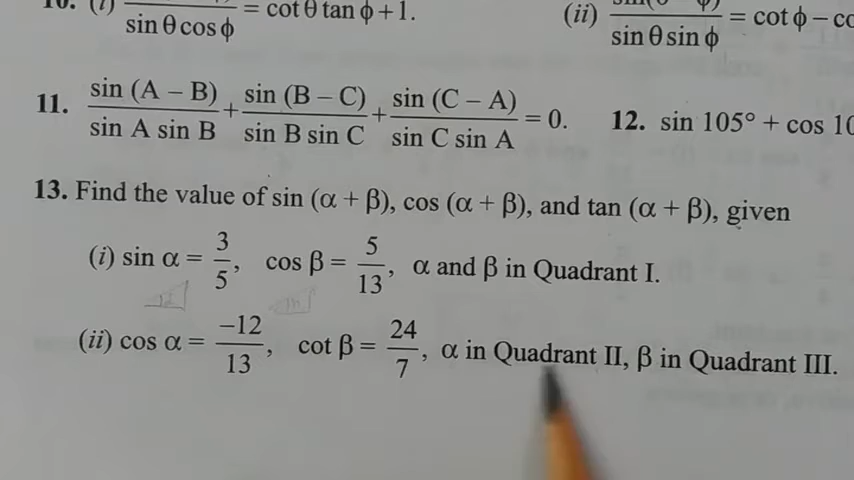 10. (i) / sin θ cos ϕ = cot θ tan ϕ + 1.
(ii) / sin θ sin ϕ = cot ϕ –
11. sin (A – B) / sin A sin B + sin (B – C) / sin B sin C + sin (C – A) / sin C sin A = 0.
12. sin 105° + cos
13. Find the value of sin (α + β), cos (α + β), and tan (α + β), given
(i) sin α = 3/5, cos β = 5/13, α and β in Quadrant I.
(ii) cos α = –12/13, cot β = 24/7, α in Quadrant II, β in Quadrant III.